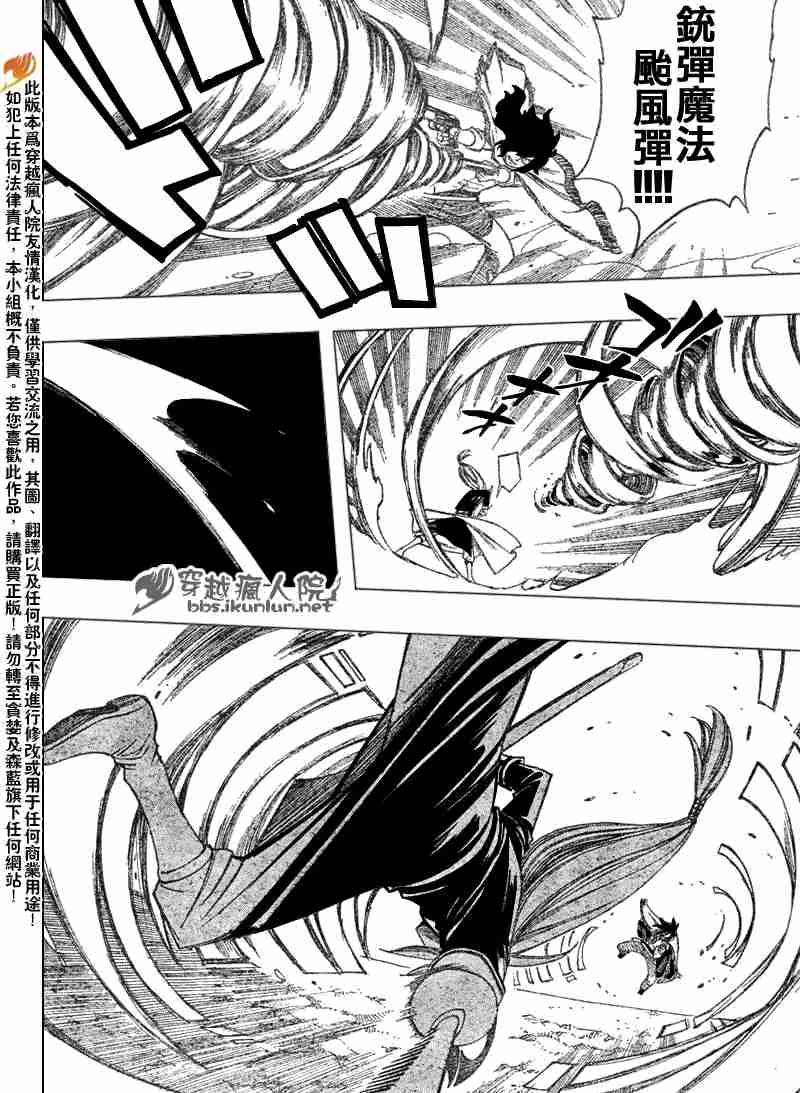 銃彈魔法
颱風彈!!!!
ゴ
オオ
此版本爲穿越瘋人院友情漢化，僅供學習交流之用，其圖、翻譯以及任何部分不得進行修改或用于任何商業用途！
如犯上任何法律責任，本小組概不負責。若您喜歡此作品，請購買正版！請勿轉至貪婪及森藍旗下任何網站！
穿越瘋人院
bbs.ikunlun.net